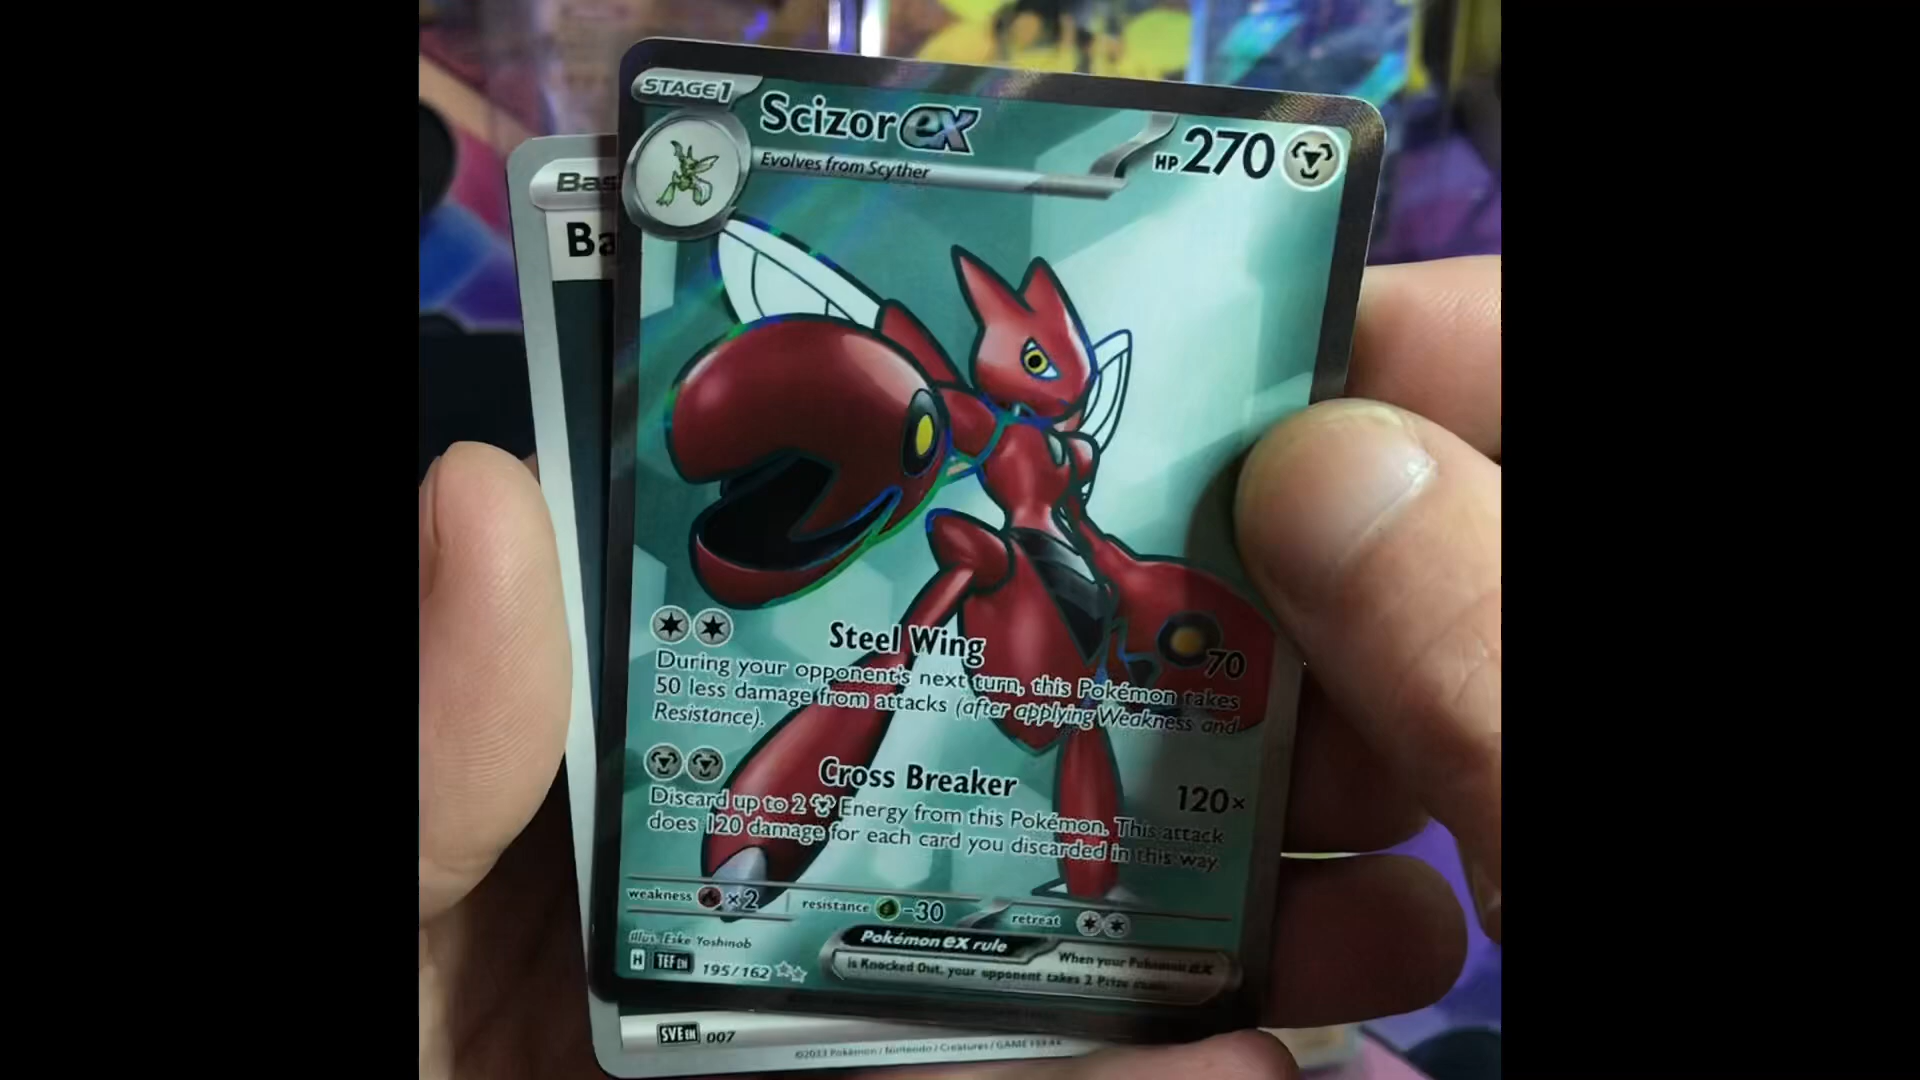 STAGE1
Scizor ex
HP 270
Evolves from Scyther
Bas
Ba
Steel Wing
70
During your opponent's next turn, this Pokémon takes
50 less damage from attacks (after applying Weakness and
Resistance).
Cross Breaker
120×
Discard up to 2 Energy from this Pokémon. This attack
does 120 damage for each card you discarded in this way.
weakness ×2 resistance -30 retreat
Illus. Eske Yoshinob
Pokémon ex rule
When your Pokémon ex
is Knocked Out, your opponent takes 2 Prize cards.
H TEF EN 195/162
SVE EN 007
©2023 Pokémon / Nintendo / Creatures / GAME FREAK